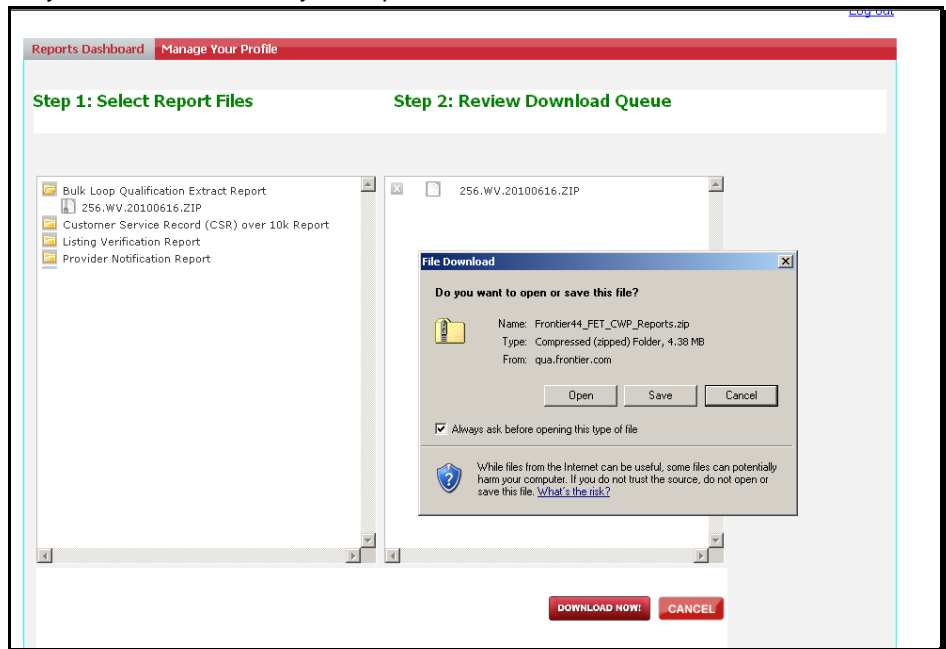 Log out
Reports Dashboard Manage Your Profile
Step 1: Select Report Files Step 2: Review Download Queue
Bulk Loop Qualification Extract Report
256.WV.20100616.ZIP
Customer Service Record (CSR) over 10k Report
Listing Verification Report
Provider Notification Report
256.WV.20100616.ZIP
File Download
Do you want to open or save this file?
Name: Frontier44_FET_CWP_Reports.zip
Type: Compressed (zipped) Folder, 4.38 MB
From: qua.frontier.com
Open Save Cancel
Always ask before opening this type of file
While files from the Internet can be useful, some files can potentially
harm your computer. If you do not trust the source, do not open or
save this file. What's the risk?
DOWNLOAD NOW! CANCEL